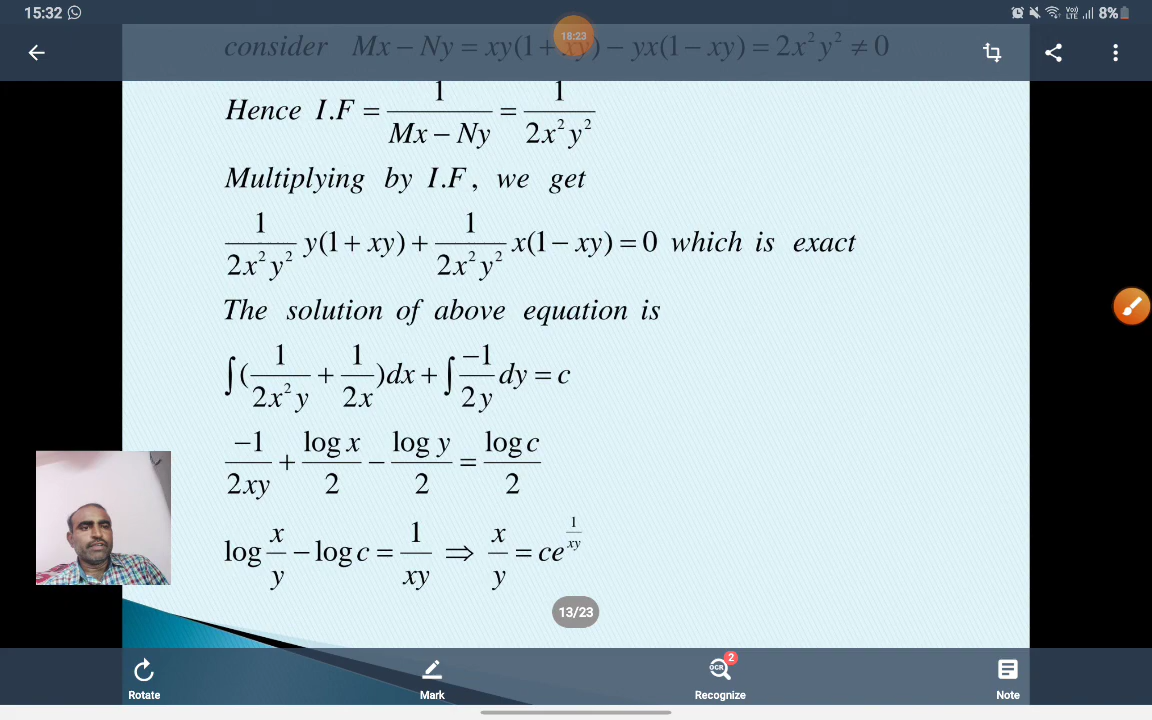 15:32 8%
18:23
consider Mx − Ny = xy(1 + xy) − yx(1 − xy) = 2x²y² ≠ 0
Hence I.F = 1/(Mx − Ny) = 1/(2x²y²)
Multiplying by I.F, we get
1/(2x²y²) y(1 + xy) + 1/(2x²y²) x(1 − xy) = 0 which is exact
The solution of above equation is
∫(1/(2x²y) + 1/(2x))dx + ∫ −1/(2y) dy = c
−1/(2xy) + log x/2 − log y/2 = log c/2
log x/y − log c = 1/(xy) ⇒ x/y = ce^(1/(xy))
13/23
OCR 2
Rotate Mark Recognize Note